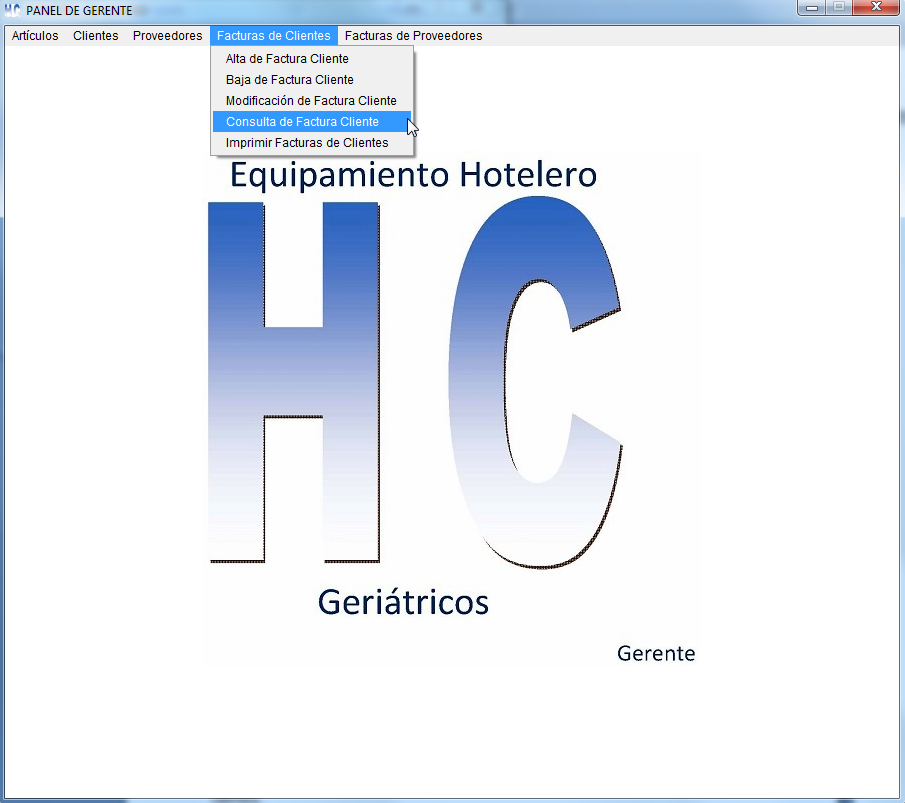 HC PANEL DE GERENTE
Artículos Clientes Proveedores Facturas de Clientes Facturas de Proveedores
Alta de Factura Cliente
Baja de Factura Cliente
Modificación de Factura Cliente
Consulta de Factura Cliente
Imprimir Facturas de Clientes
Equipamiento Hotelero
HC
Geriátricos
Gerente